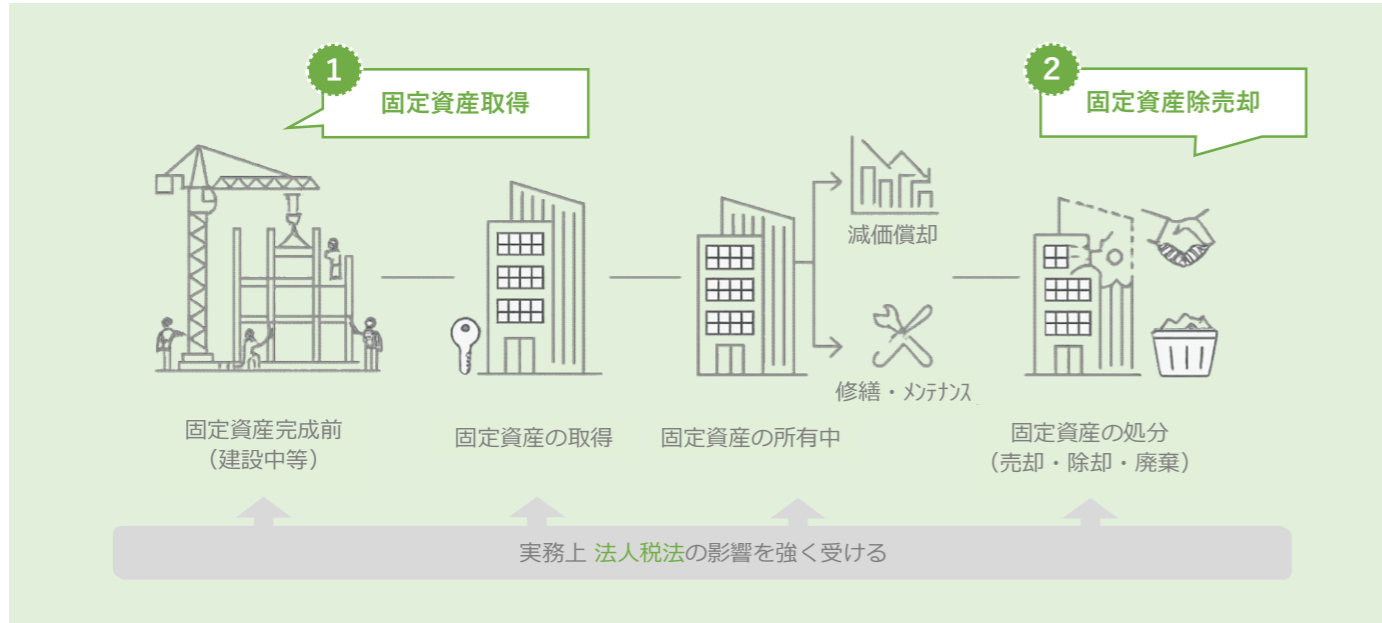 1
固定資産取得
2
固定資産除売却
減価償却
修繕・メンテナンス
固定資産完成前
（建設中等）
固定資産の取得
固定資産の所有中
固定資産の処分
（売却・除却・廃棄）
実務上 法人税法の影響を強く受ける